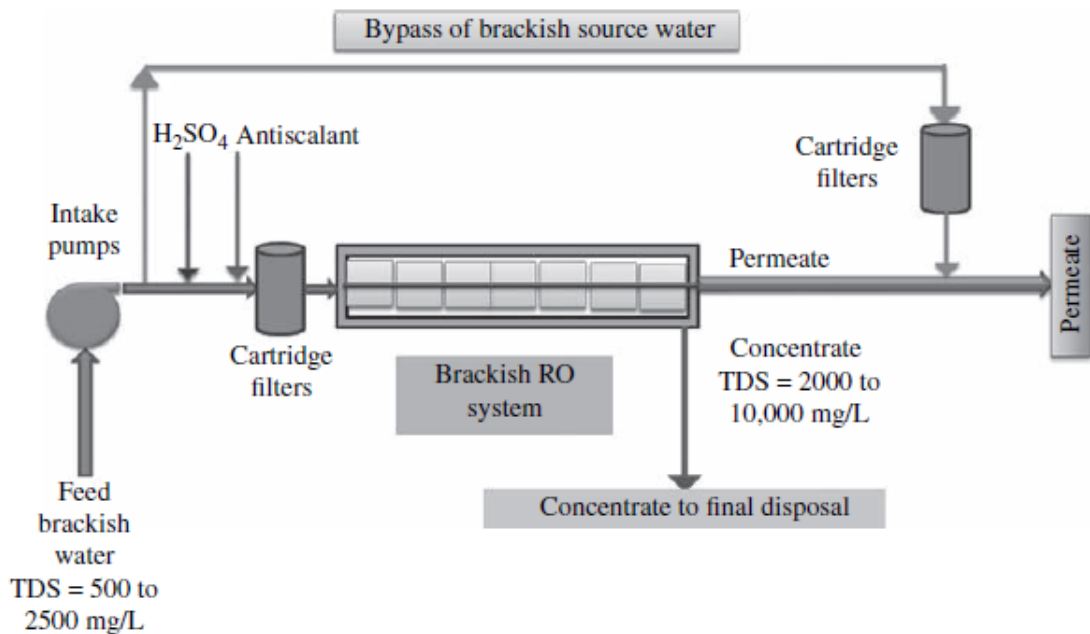 Bypass of brackish source water
H₂SO₄ Antiscalant
Cartridge
filters
Intake
pumps
Permeate
Permeate
Cartridge
filters
Brackish RO
system
Concentrate
TDS = 2000 to
10,000 mg/L
Concentrate to final disposal
Feed
brackish
water
TDS = 500 to
2500 mg/L